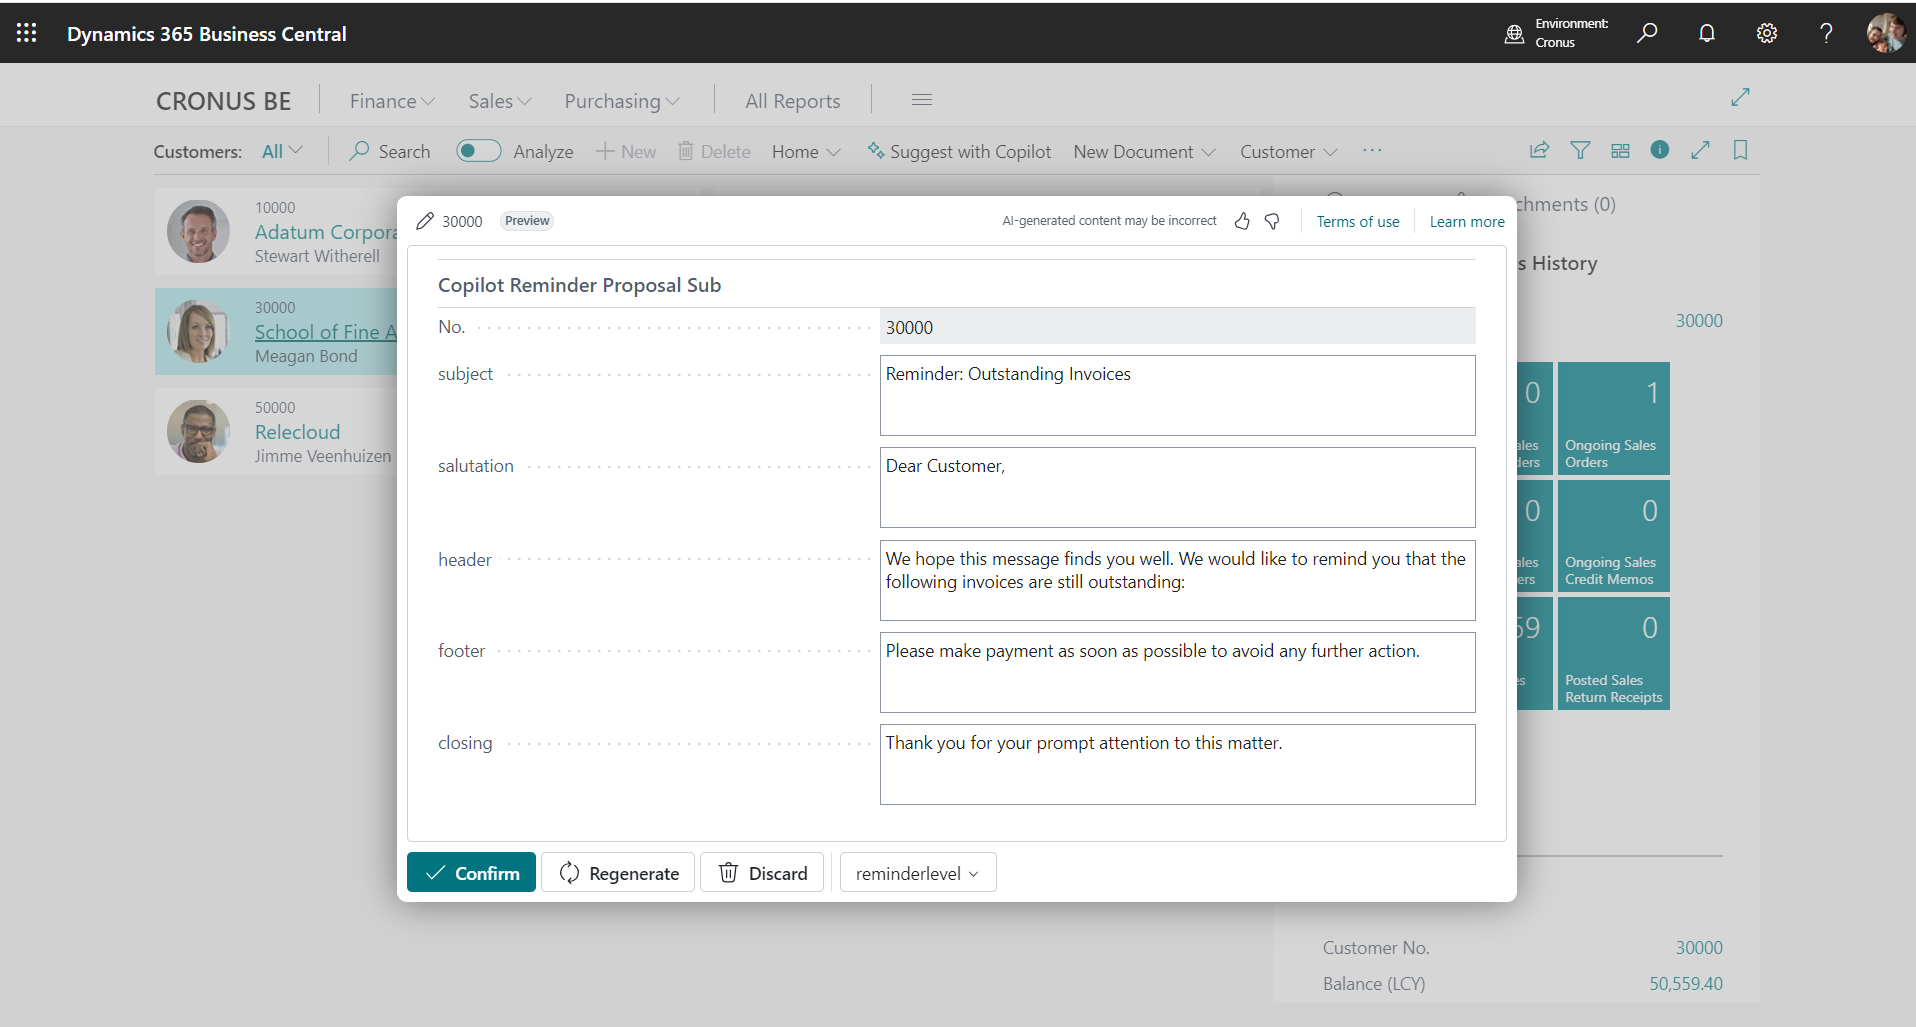 Dynamics 365 Business Central
Environment:
Cronus
?
CRONUS BE
Finance
Sales
Purchasing
All Reports
Customers:
All
Search
Analyze
New
Delete
Home
Suggest with Copilot
New Document
Customer
...
10000
Adatum Corpora
Stewart Witherell
30000
School of Fine A
Meagan Bond
50000
Relecloud
Jimme Veenhuizen
30000
Preview
AI-generated content may be incorrect
Terms of use
Learn more
Copilot Reminder Proposal Sub
No.
30000
subject
Reminder: Outstanding Invoices
salutation
Dear Customer,
header
We hope this message finds you well. We would like to remind you that the
following invoices are still outstanding:
footer
Please make payment as soon as possible to avoid any further action.
closing
Thank you for your prompt attention to this matter.
Confirm
Regenerate
Discard
reminderlevel
chments (0)
s History
30000
0
ales
ders
1
Ongoing Sales
Orders
0
ales
ers
0
Ongoing Sales
Credit Memos
59
es
0
Posted Sales
Return Receipts
Customer No.
30000
Balance (LCY)
50,559.40